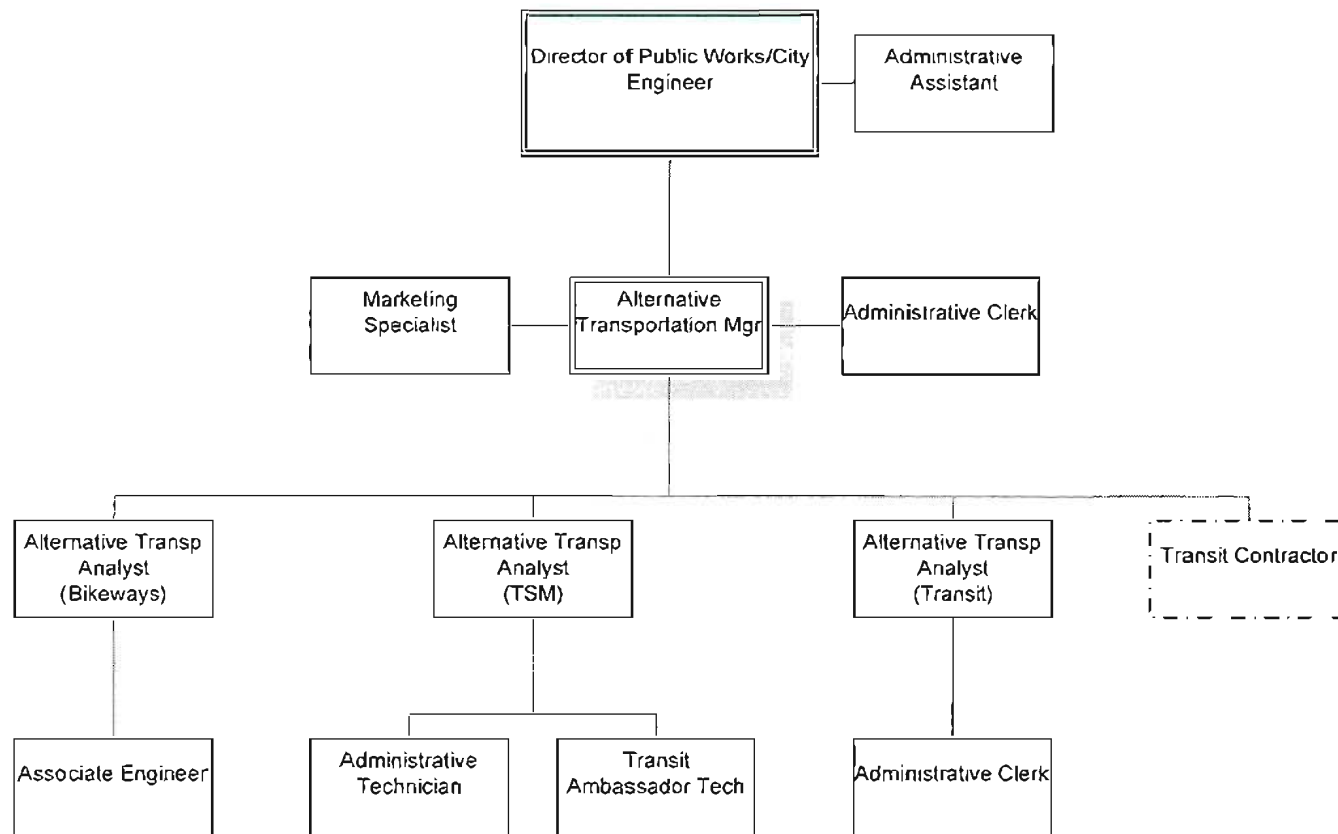 Director of Public Works/City
Engineer
Administrative
Assistant
Marketing
Specialist
Alternative
Transportation Mgr
Administrative Clerk
Alternative Transp
Analyst
(Bikeways)
Alternative Transp
Analyst
(TSM)
Alternative Transp
Analyst
(Transit)
Transit Contractor
Associate Engineer
Administrative
Technician
Transit
Ambassador Tech
Administrative Clerk